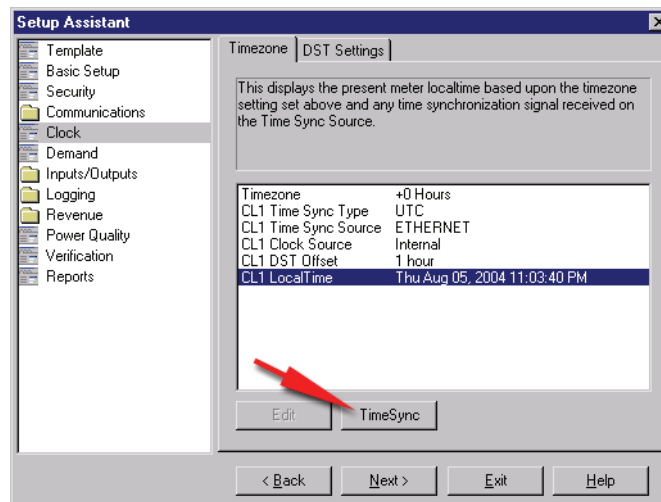 Setup Assistant
Template
Basic Setup
Security
Communications
Clock
Demand
Inputs/Outputs
Logging
Revenue
Power Quality
Verification
Reports
Timezone
DST Settings
This displays the present meter localtime based upon the timezone
setting set above and any time synchronization signal received on
the Time Sync Source.
Timezone +0 Hours
CL1 Time Sync Type UTC
CL1 Time Sync Source ETHERNET
CL1 Clock Source Internal
CL1 DST Offset 1 hour
CL1 LocalTime Thu Aug 05, 2004 11:03:40 PM
Edit
TimeSync
< Back
Next >
Exit
Help